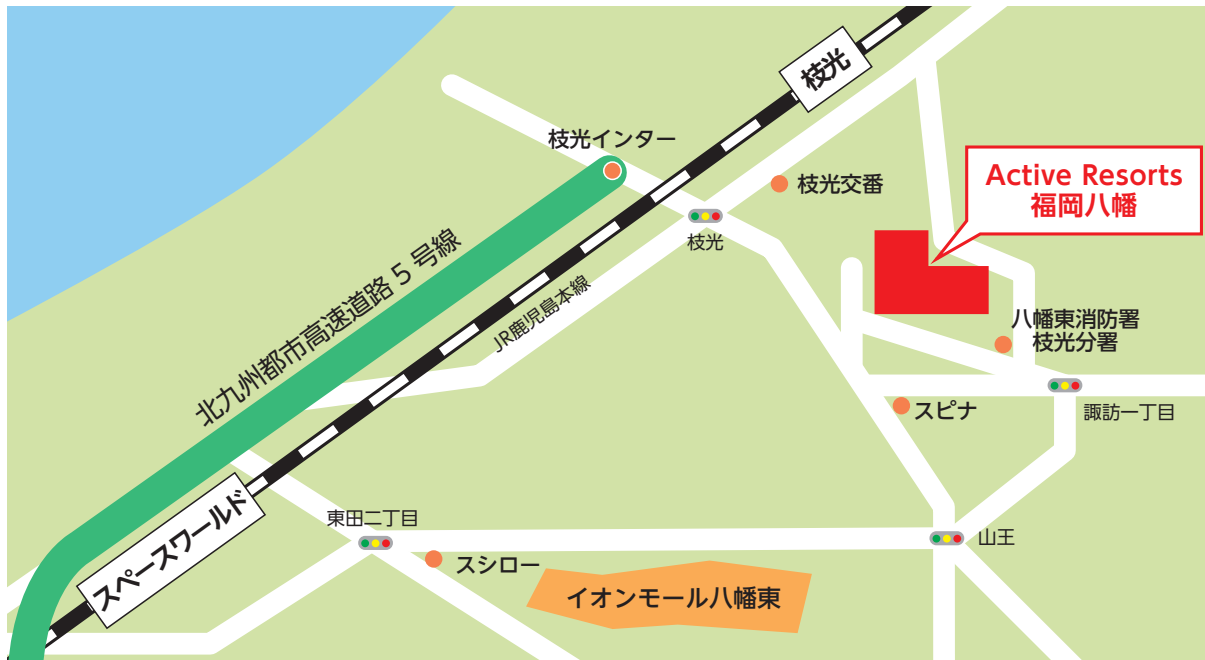 枝光
枝光インター
Active Resorts
福岡八幡
枝光交番
枝光
北九州都市高速道路5号線
JR鹿児島本線
八幡東消防署
枝光分署
スピナ
諏訪一丁目
スペースワールド
東田二丁目
スシロー
山王
イオンモール八幡東